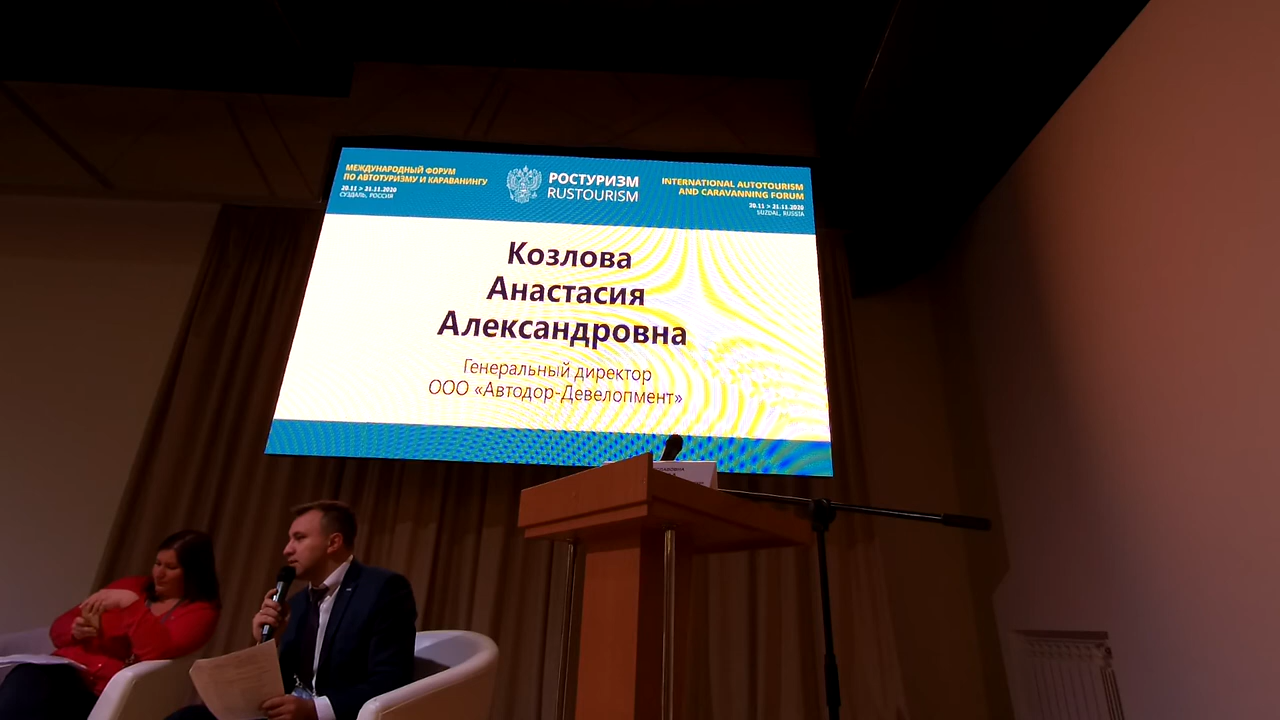 МЕЖДУНАРОДНЫЙ ФОРУМ
ПО АВТОТУРИЗМУ И КАРАВАНИНГУ
20.11 > 21.11.2020
СУЗДАЛЬ, РОССИЯ
РОСТУРИЗМ
RUSTOURISM
INTERNATIONAL AUTOTOURISM
AND CARAVANNING FORUM
20.11 > 21.11.2020
SUZDAL, RUSSIA
Козлова
Анастасия
Александровна
Генеральный директор
ООО «Автодор-Девелопмент»